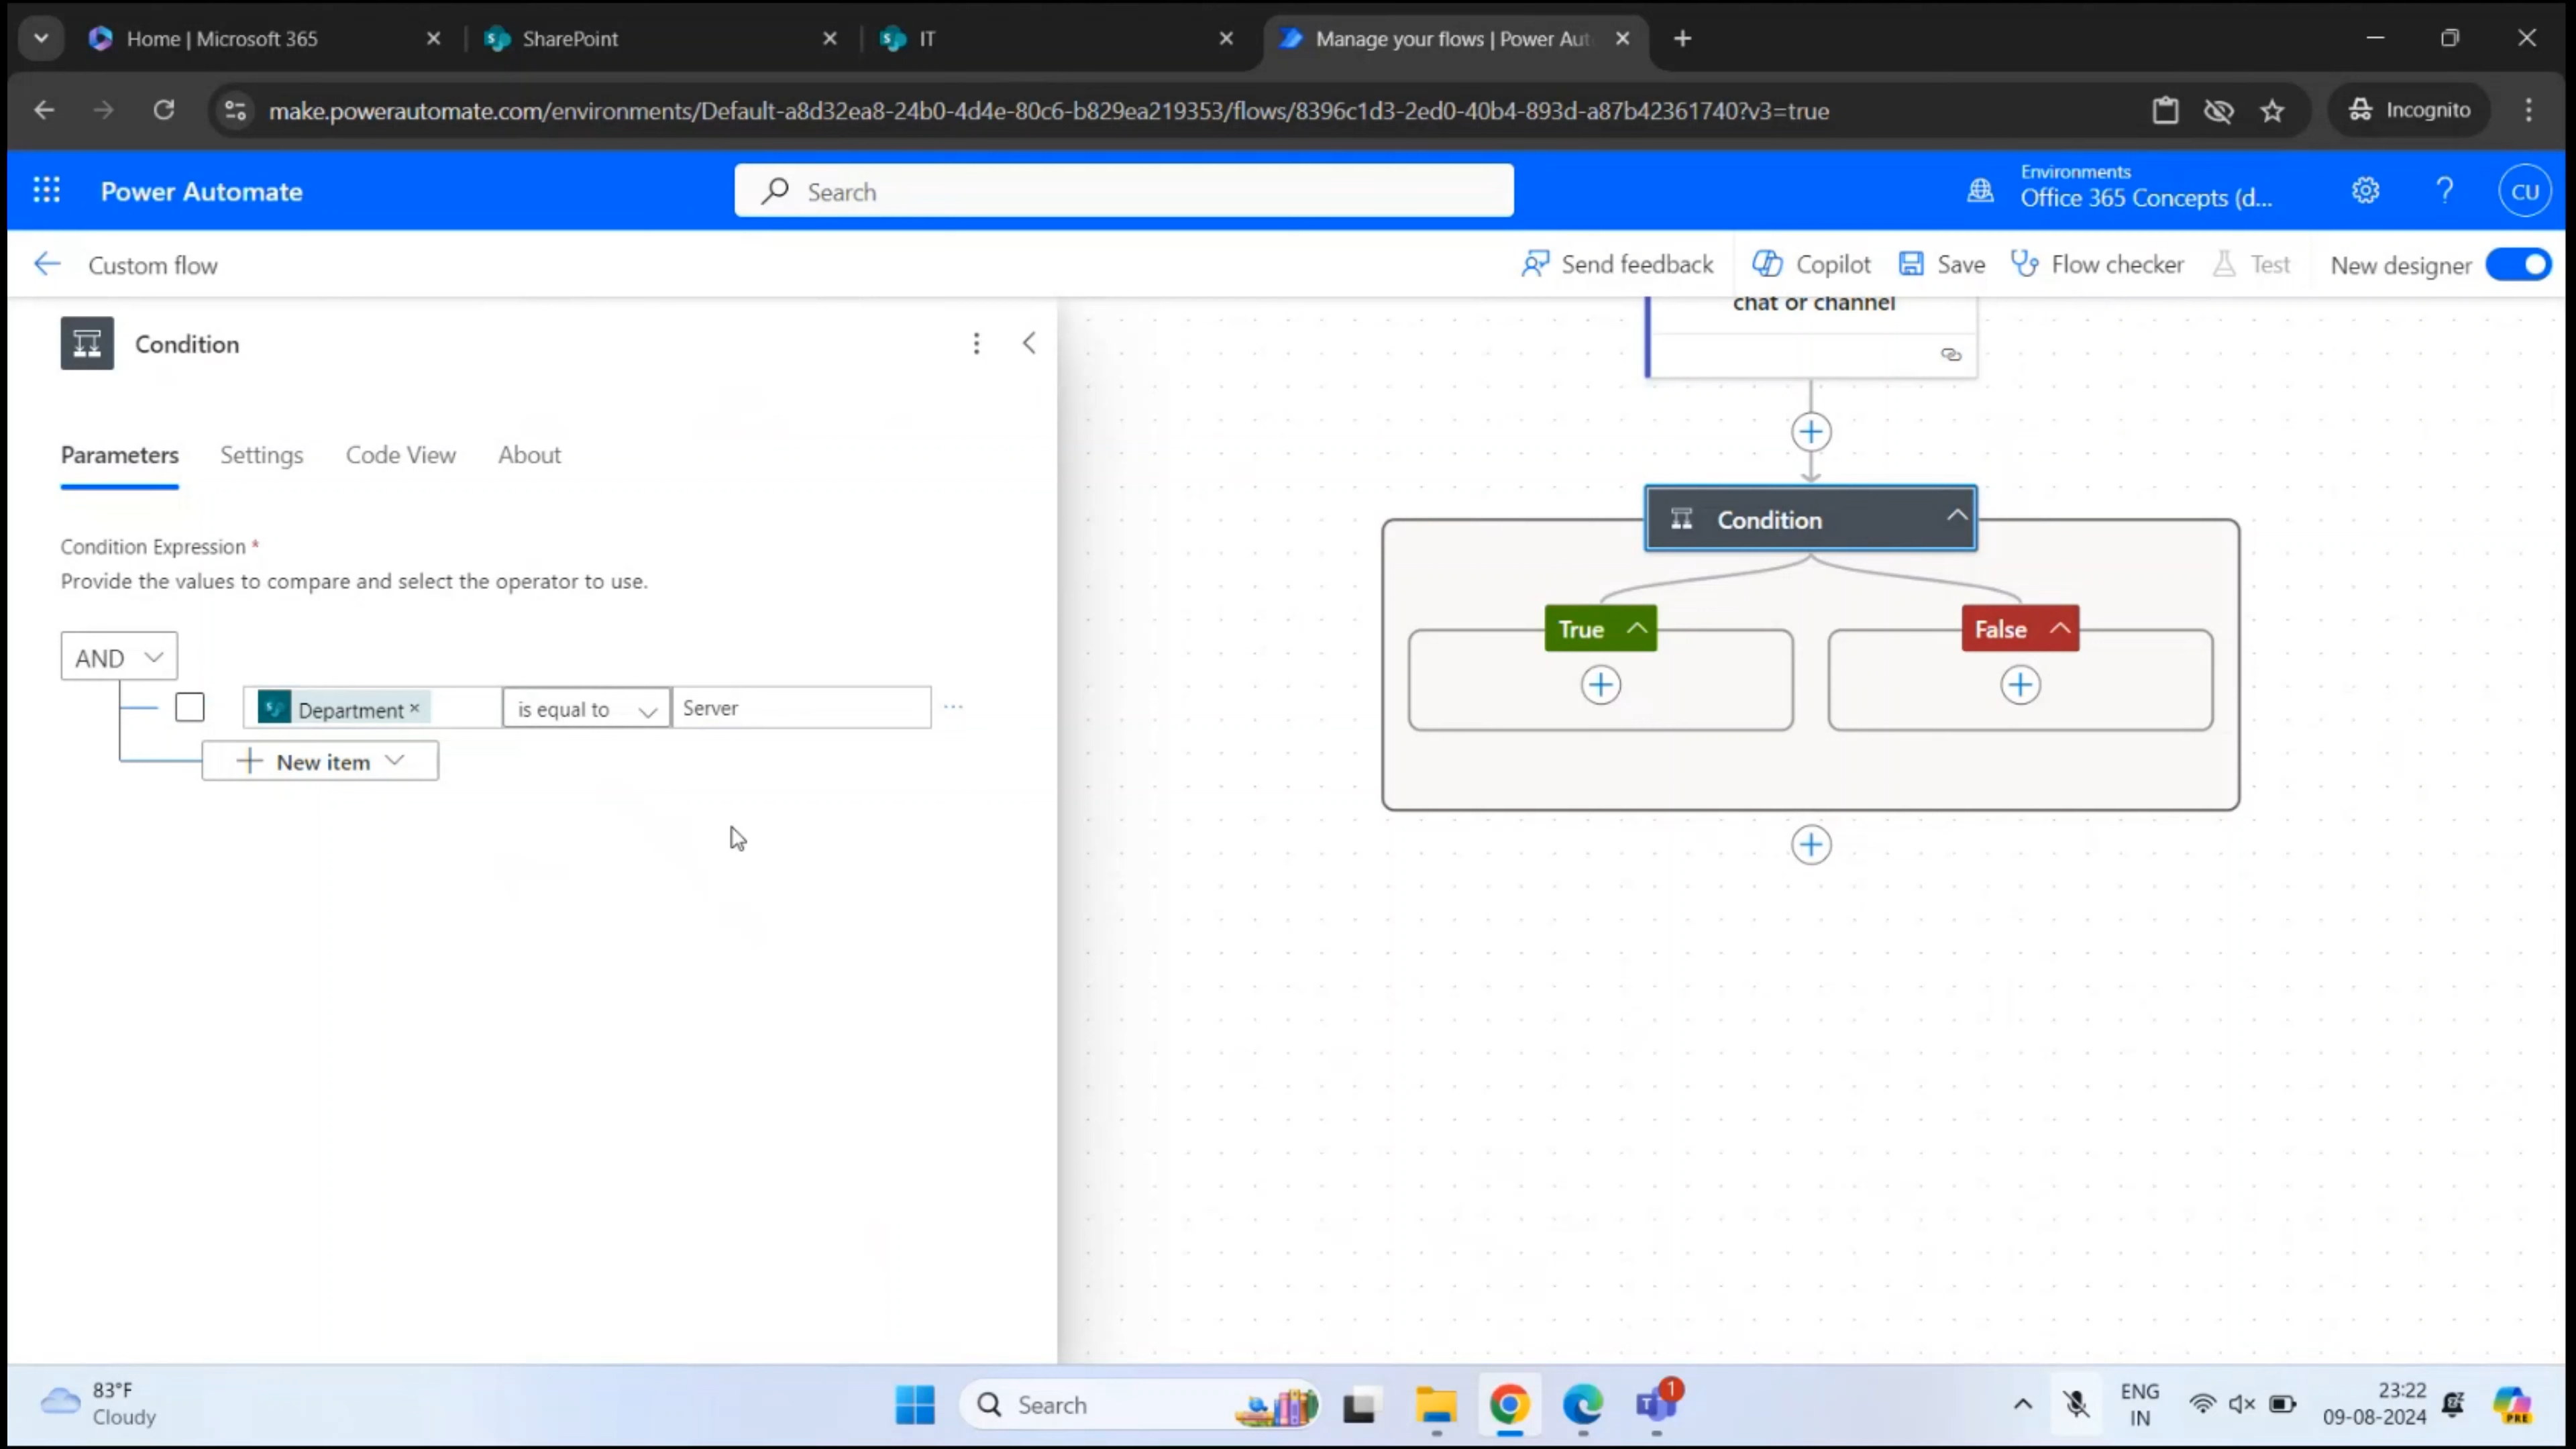 Home | Microsoft 365
SharePoint
IT
Manage your flows | Power Aut
make.powerautomate.com/environments/Default-a8d32ea8-24b0-4d4e-80c6-b829ea219353/flows/8396c1d3-2ed0-40b4-893d-a87b42361740?v3=true
Incognito
Power Automate
Search
Environments
Office 365 Concepts (d...
CU
Custom flow
Send feedback
Copilot
Save
Flow checker
Test
New designer
Condition
Parameters
Settings
Code View
About
Condition Expression *
Provide the values to compare and select the operator to use.
AND
Department
is equal to
Server
New item
chat or channel
Condition
True
False
83°F
Cloudy
Search
1
ENG
IN
23:22
09-08-2024
PRE